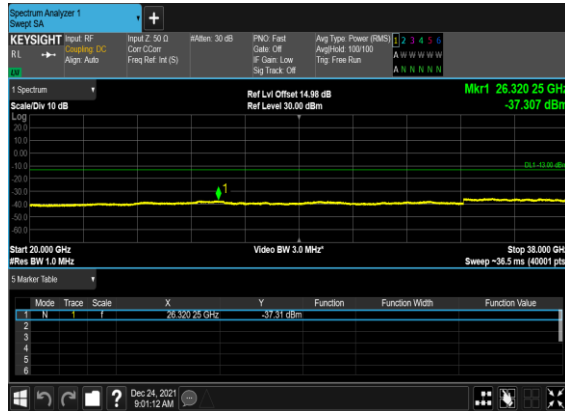 Spectrum Analyzer 1
Swept SA
+
KEYSIGHT Input: RF Input Z: 50 Ω #Atten: 30 dB PNO: Fast Avg Type: Power (RMS) 1 2 3 4 5 6
RL Coupling: DC Corr CCorr Gate: Off Avg|Hold: 100/100 A W W W W W
Align: Auto Freq Ref: Int (S) IF Gain: Low Trig: Free Run
LW Sig Track: Off A N N N N N
1 Spectrum Ref Lvl Offset 14.98 dB Mkr1 26.320 25 GHz
Scale/Div 10 dB Ref Level 30.00 dBm -37.307 dBm
Log
20.0
10.0
0.00
-10.0 DL1 -13.00 dBm
-20.0
-30.0 1
-40.0
-50.0
-60.0
Start 20.000 GHz Video BW 3.0 MHz* Stop 38.000 GHz
#Res BW 1.0 MHz Sweep ~36.5 ms (40001 pts)
5 Marker Table
Mode Trace Scale X Y Function Function Width Function Value
1 N 1 f 26.320 25 GHz -37.31 dBm
2
3
4
5
6
? Dec 24, 2021
9:01:12 AM